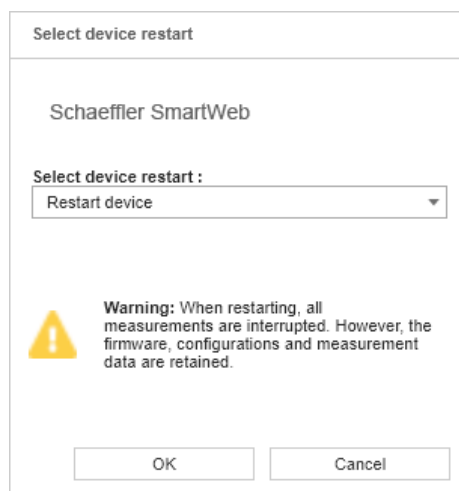 Select device restart
Schaeffler SmartWeb
Select device restart :
Restart device
Warning: When restarting, all
measurements are interrupted. However, the
firmware, configurations and measurement
data are retained.
OK
Cancel